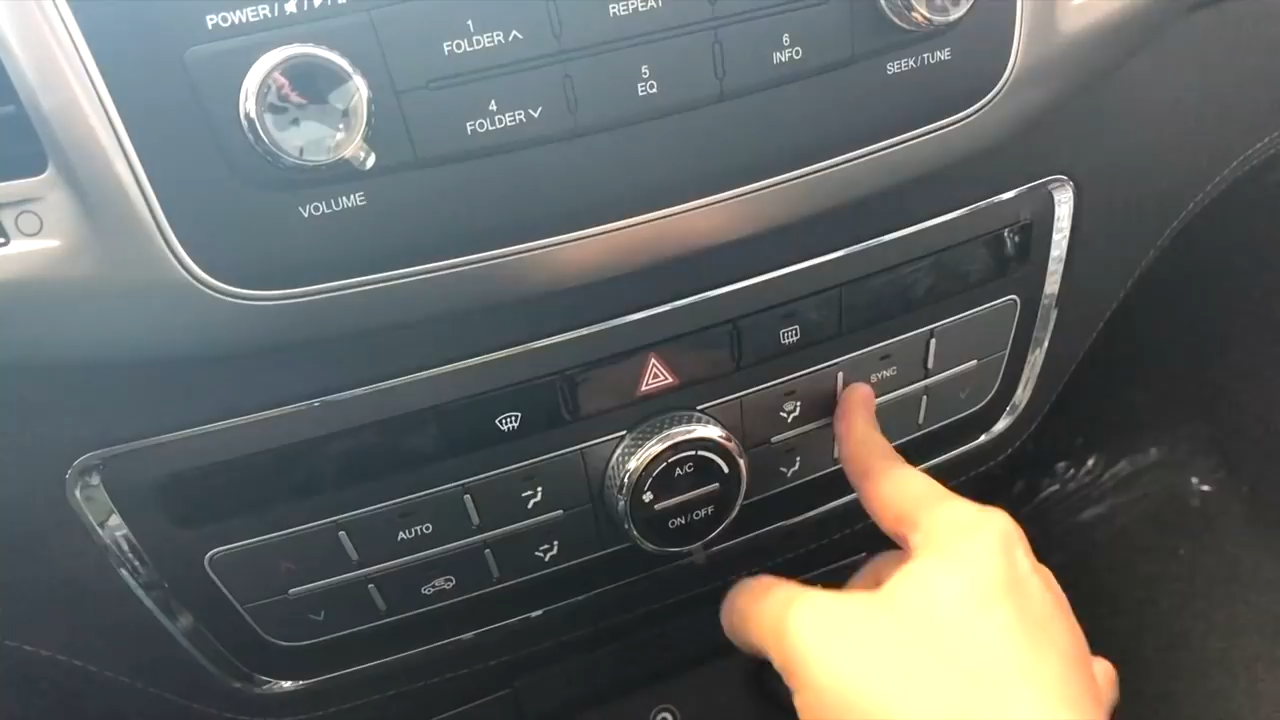 POWER /
1
FOLDER
REPEAT
4
FOLDER
5
EQ
6
INFO
SEEK / TUNE
VOLUME
SYNC
A/C
ON / OFF
AUTO